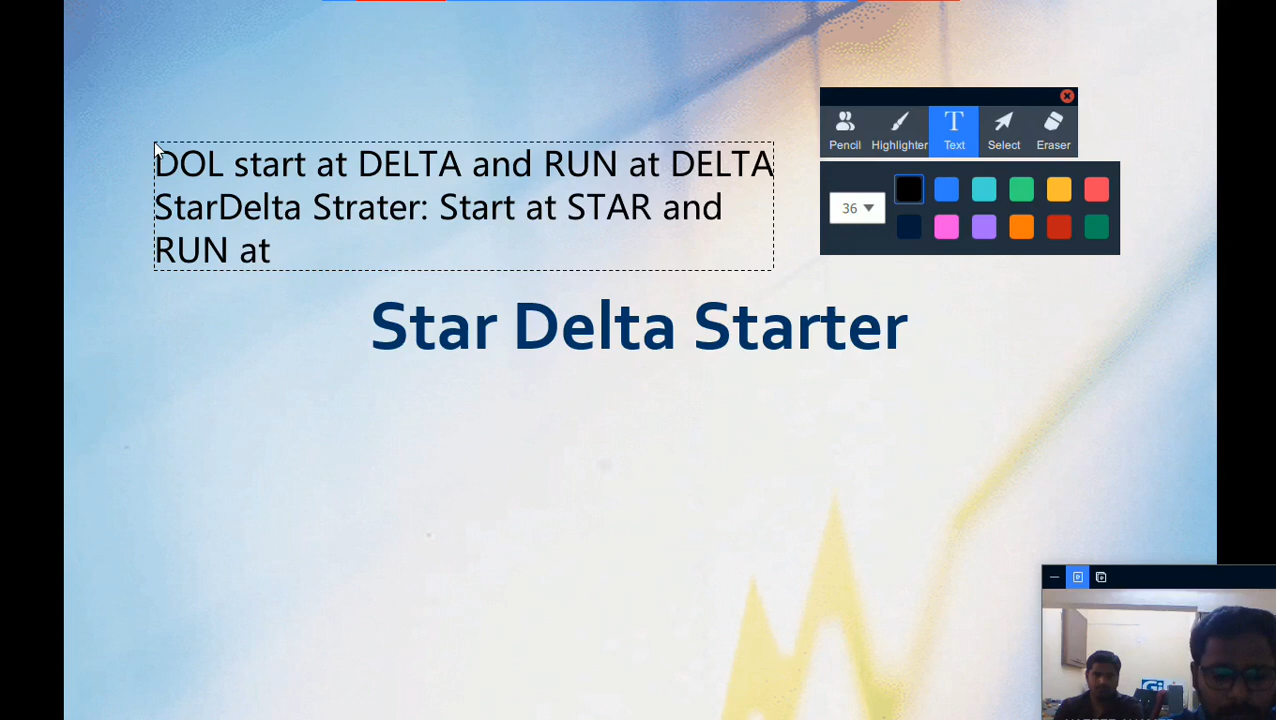 Pencil
Highlighter
T
Text
Select
Eraser
DOL start at DELTA and RUN at DELTA
StarDelta Strater: Start at STAR and
RUN at
36
Star Delta Starter